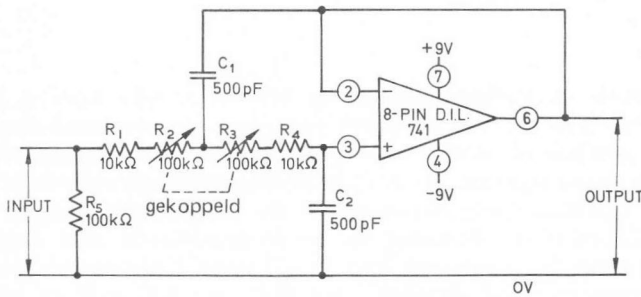 C1
500pF
+9V
7
2
−
8-PIN D.I.L.
741
6
3
+
4
-9V
R1
10kΩ
R2
100kΩ
R3
100kΩ
R4
10kΩ
gekoppeld
C2
500pF
INPUT
R5
100kΩ
OUTPUT
OV